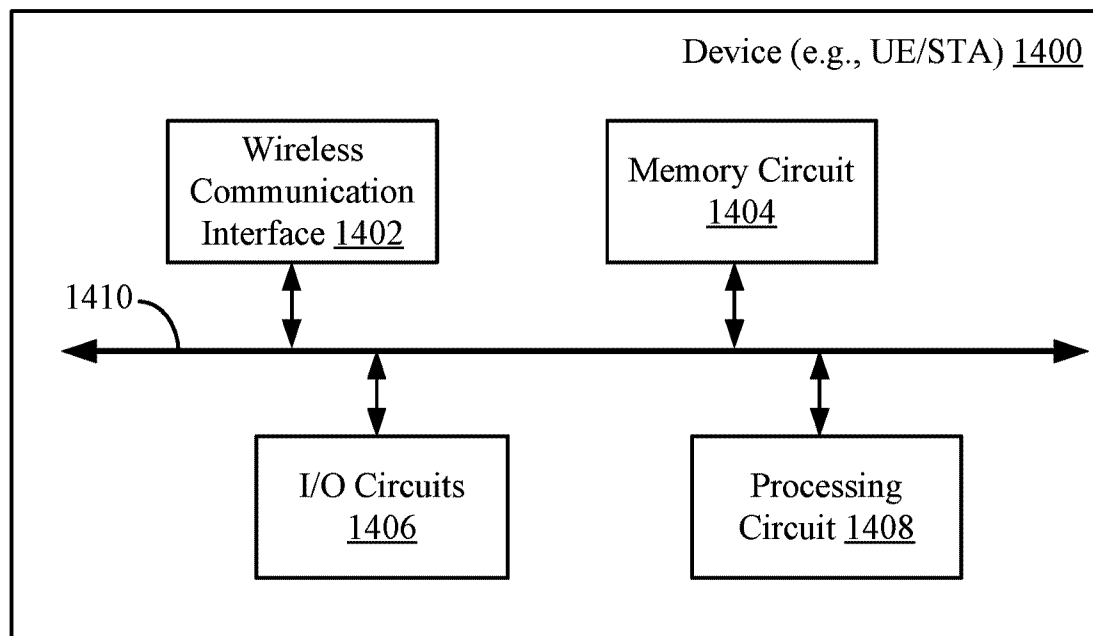 Device (e.g., UE/STA) 1400
Wireless
Communication
Interface 1402
Memory Circuit
1404
1410
I/O Circuits
1406
Processing
Circuit 1408